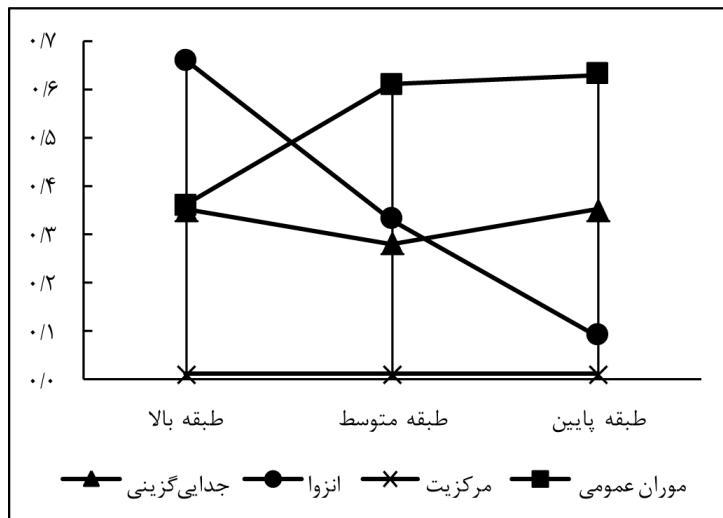 ۰/۷
۰/۶
۰/۵
۰/۴
۰/۳
۰/۲
۰/۱
۰/۰
طبقه بالا
طبقه متوسط
طبقه پایین
جدایی‌گزینی
انزوا
مرکزیت
موران عمومی